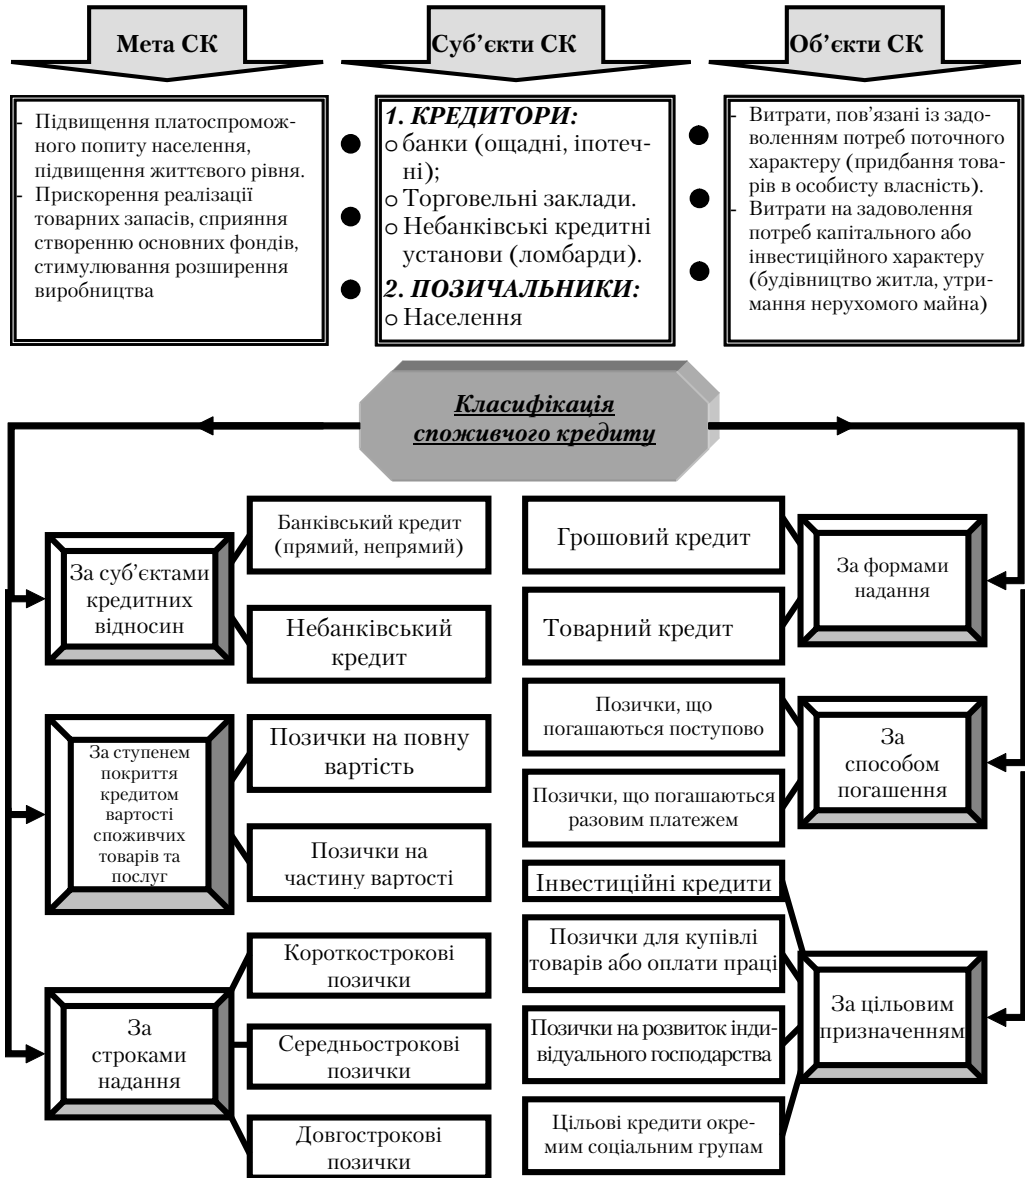 Мета СК
Суб’єкти СК
Об’єкти СК
- Підвищення платоспромож-
ного попиту населення,
підвищення життєвого рівня.
- Прискорення реалізації
товарних запасів, сприяння
створенню основних фондів,
стимулювання розширення
виробництва
1. КРЕДИТОРИ:
o банки (ощадні, іпотеч-
ні);
o Торговельні заклади.
o Небанківські кредитні
установи (ломбарди).
2. ПОЗИЧАЛЬНИКИ:
o Населення
- Витрати, пов’язані із задо-
воленням потреб поточного
характеру (придбання това-
рів в особисту власність).
- Витрати на задоволення
потреб капітального або
інвестиційного характеру
(будівництво житла, утри-
мання нерухомого майна)
Класифікація
споживчого кредиту
За суб’єктами
кредитних
відносин
Банківський кредит
(прямий, непрямий)
Небанківський
кредит
За ступенем
покриття
кредитом
вартості
споживчих
товарів та
послуг
Позички на повну
вартість
Позички на
частину вартості
За
строками
надання
Короткострокові
позички
Середньострокові
позички
Довгострокові
позички
Грошовий кредит
Товарний кредит
За формами
надання
Позички, що
погашаються поступово
Позички, що погашаються
разовим платежем
За
способом
погашення
Інвестиційні кредити
Позички для купівлі
товарів або оплати праці
Позички на розвиток інди-
відуального господарства
Цільові кредити окре-
мим соціальним групам
За цільовим
призначенням